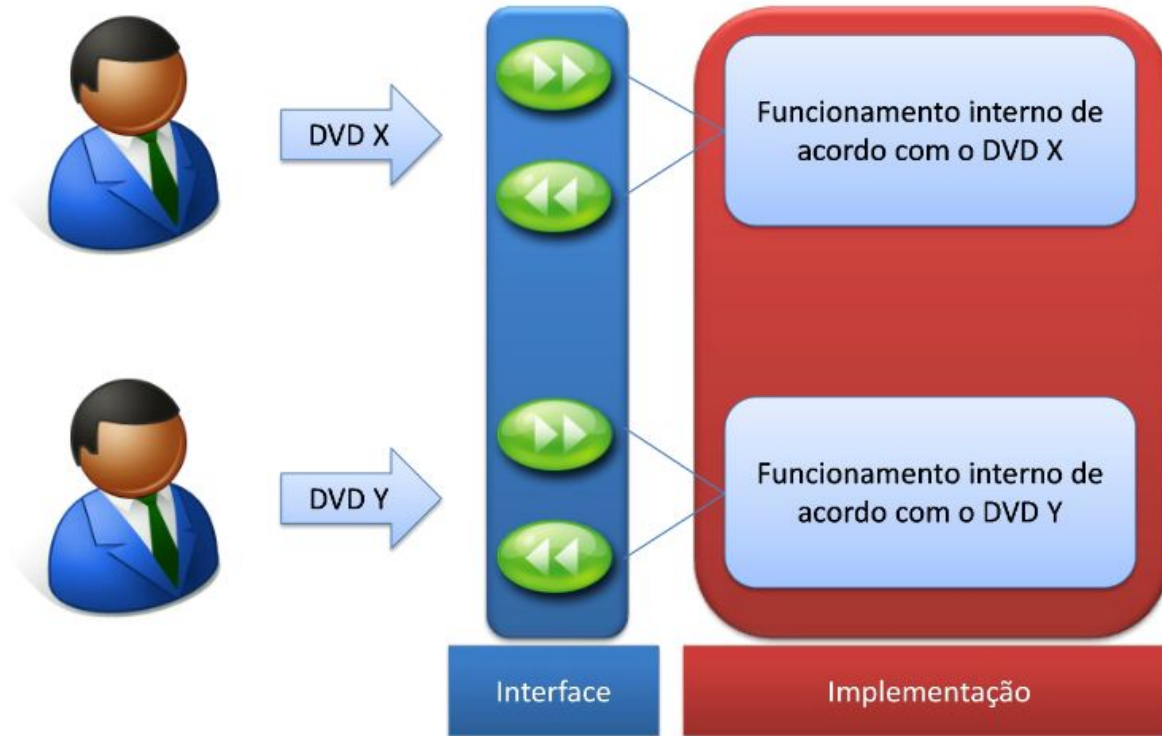 DVD X
Funcionamento interno de
acordo com o DVD X
DVD Y
Funcionamento interno de
acordo com o DVD Y
Interface
Implementação